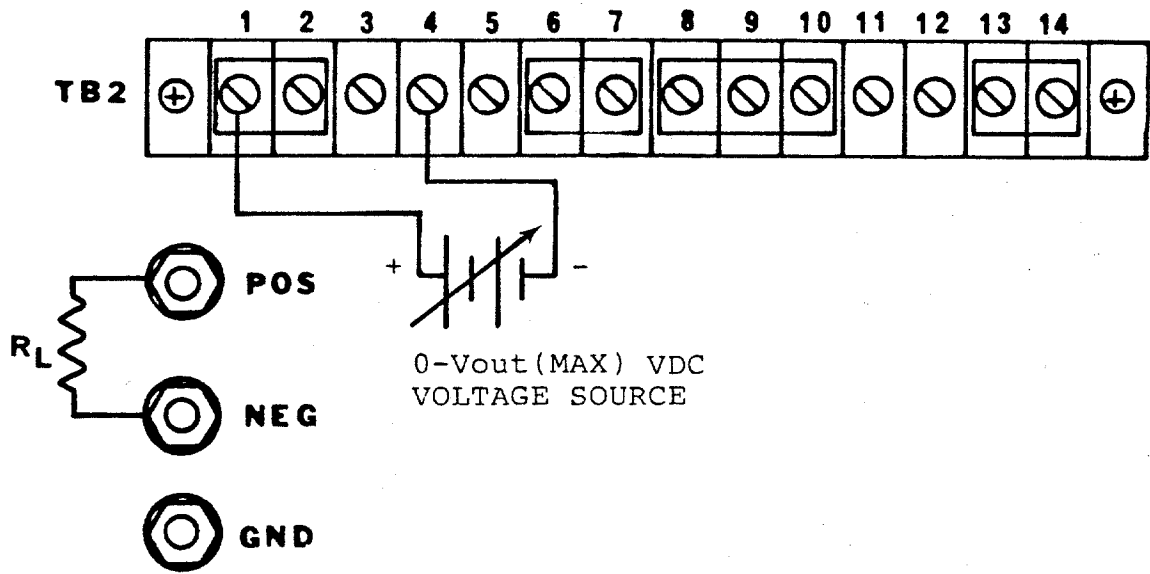 1 2 3 4 5 6 7 8 9 10 11 12 13 14
TB2
+ -
POS
RL
0-Vout(MAX) VDC
VOLTAGE SOURCE
NEG
GND